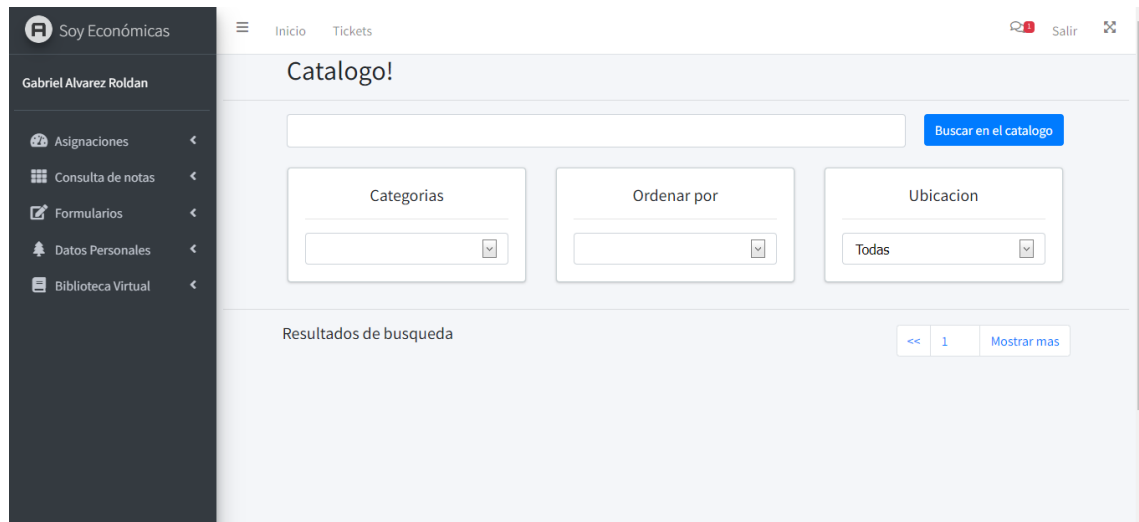 Soy Económicas
Gabriel Alvarez Roldan
Asignaciones
Consulta de notas
Formularios
Datos Personales
Biblioteca Virtual
Inicio Tickets
1 Salir
Catalogo!
Buscar en el catalogo
Categorias
Ordenar por
Ubicacion
Todas
Resultados de busqueda
<< 1 Mostrar mas